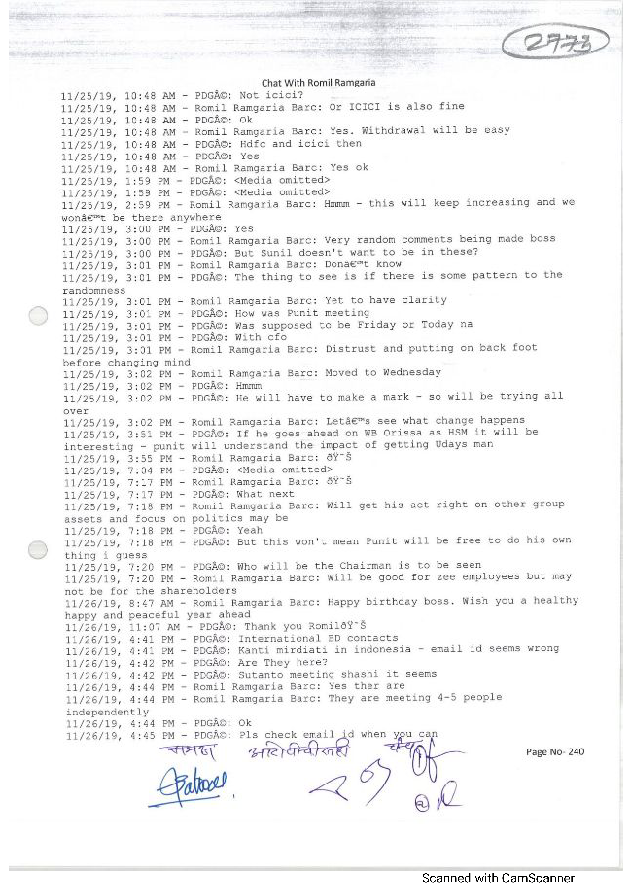 2773
Chat With Romil Ramgaria
11/25/19, 10:48 AM - PDGÂ©: Not icici?
11/25/19, 10:48 AM - Romil Ramgaria Barc: Or ICICI is also fine
11/25/19, 10:48 AM - PDGÂ©: Ok
11/25/19, 10:48 AM - Romil Ramgaria Barc: Yes. Withdrawal will be easy
11/25/19, 10:48 AM - PDGÂ©: Hdfc and icici then
11/25/19, 10:48 AM - PDGÂ©: Yes
11/25/19, 10:48 AM - Romil Ramgaria Barc: Yes ok
11/25/19, 1:59 PM - PDGÂ©: <Media omitted>
11/25/19, 1:59 PM - PDGÂ©: <Media omitted>
11/25/19, 2:59 PM - Romil Ramgaria Barc: Hmmm - this will keep increasing and we
wonâ€™t be there anywhere
11/25/19, 3:00 PM - PDGÂ©: Yes
11/25/19, 3:00 PM - Romil Ramgaria Barc: Very random comments being made boss
11/25/19, 3:00 PM - PDGÂ©: But Sunil doesn't want to be in these?
11/25/19, 3:01 PM - Romil Ramgaria Barc: Donâ€™t know
11/25/19, 3:01 PM - PDGÂ©: The thing to see is if there is some pattern to the
randomness
11/25/19, 3:01 PM - Romil Ramgaria Barc: Yet to have clarity
11/25/19, 3:01 PM - PDGÂ©: How was Punit meeting
11/25/19, 3:01 PM - PDGÂ©: Was supposed to be Friday or Today na
11/25/19, 3:01 PM - PDGÂ©: With cfo
11/25/19, 3:01 PM - Romil Ramgaria Barc: Distrust and putting on back foot
before changing mind
11/25/19, 3:02 PM - Romil Ramgaria Barc: Moved to Wednesday
11/25/19, 3:02 PM - PDGÂ©: Hmmm
11/25/19, 3:02 PM - PDGÂ©: He will have to make a mark - so will be trying all
over
11/25/19, 3:02 PM - Romil Ramgaria Barc: Letâ€™s see what change happens
11/25/19, 3:51 PM - PDGÂ©: If he goes ahead on WB Orissa as HSM it will be
interesting - punit will understand the impact of getting Udays man
11/25/19, 3:55 PM - Romil Ramgaria Barc: ðŸ˜Š
11/25/19, 7:04 PM - PDGÂ©: <Media omitted>
11/25/19, 7:17 PM - Romil Ramgaria Barc: ðŸ˜Š
11/25/19, 7:17 PM - PDGÂ©: What next
11/25/19, 7:18 PM - Romil Ramgaria Barc: Will get his act right on other group
assets and focus on politics may be
11/25/19, 7:18 PM - PDGÂ©: Yeah
11/25/19, 7:18 PM - PDGÂ©: But this won't mean Punit will be free to do his own
thing i guess
11/25/19, 7:20 PM - PDGÂ©: Who will be the Chairman is to be seen
11/25/19, 7:20 PM - Romil Ramgaria Barc: Will be good for zee employees but may
not be for the shareholders
11/26/19, 8:47 AM - Romil Ramgaria Barc: Happy birthday boss. Wish you a healthy
happy and peaceful year ahead
11/26/19, 11:07 AM - PDGÂ©: Thank you RomilðŸ˜Š
11/26/19, 4:41 PM - PDGÂ©: International ED contacts
11/26/19, 4:41 PM - PDGÂ©: Kanti mirdiati in indonesia - email id seems wrong
11/26/19, 4:42 PM - PDGÂ©: Are They here?
11/26/19, 4:42 PM - PDGÂ©: Sutanto meeting shashi it seems
11/26/19, 4:44 PM - Romil Ramgaria Barc: Yes thar are
11/26/19, 4:44 PM - Romil Ramgaria Barc: They are meeting 4-5 people
independently
11/26/19, 4:44 PM - PDGÂ©: Ok
11/26/19, 4:45 PM - PDGÂ©: Pls check email id when you can
Page No- 240
Scanned with CamScanner